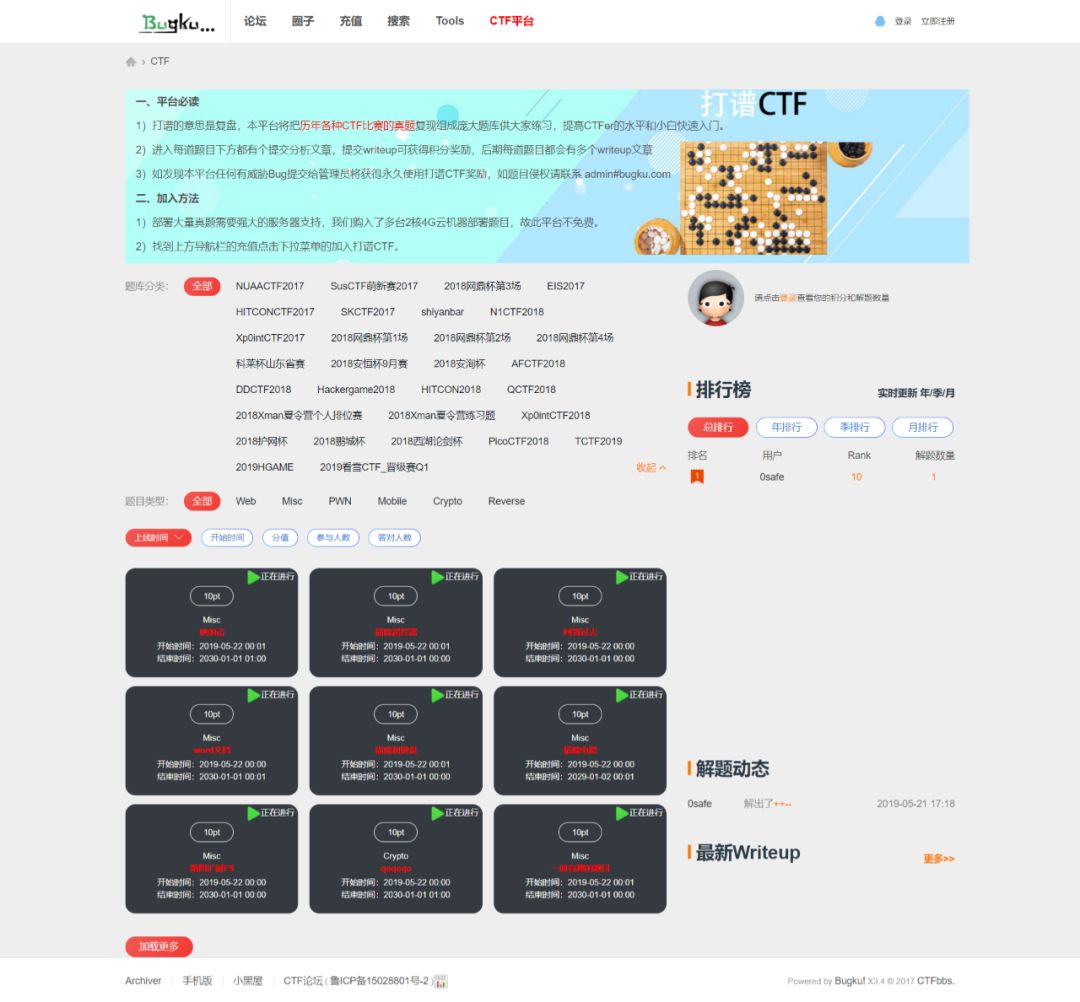 Bugku...
论坛 圈子 充值 搜索 Tools CTF平台 登录 立即注册
› CTF
打谱CTF
一、平台必读
1）打谱的意思是复盘，本平台将把历年各种CTF比赛的真题复现组成庞大题库供大家练习，提高CTFer的水平和小白快速入门。
2）进入每道题目下方都有个提交分析文章，提交writeup可获得积分奖励，后期每道题目都会有多个writeup文章
3）如发现本平台任何有威胁Bug提交给管理员将获得永久使用打谱CTF奖励，如题目侵权请联系 admin#bugku.com
二、加入方法
1）部署大量真题需要强大的服务器支持，我们购入了多台2核4G云机器部署题目，故此平台不免费。
2）找到上方导航栏的充值点击下拉菜单的加入打谱CTF。
题库分类： 全部 NUAACTF2017 SusCTF萌新赛2017 2018网鼎杯第3场 EIS2017
HITCONCTF2017 SKCTF2017 shiyanbar N1CTF2018
Xp0intCTF2017 2018网鼎杯第1场 2018网鼎杯第2场 2018网鼎杯第4场
科莱杯山东省赛 2018安恒杯9月赛 2018安洵杯 AFCTF2018
DDCTF2018 Hackergame2018 HITCON2018 QCTF2018
2018Xman夏令营个人排位赛 2018Xman夏令营练习题 Xp0intCTF2018
2018护网杯 2018鹏城杯 2018西湖论剑杯 PicoCTF2018 TCTF2019
2019HGAME 2019看雪CTF_晋级赛Q1 收起
题目类型： 全部 Web Misc PWN Mobile Crypto Reverse
上线时间 开始时间 分值 参与人数 答对人数
正在进行 正在进行 正在进行
10pt 10pt 10pt
Misc Misc Misc
开始时间：2019-05-22 00:01 开始时间：2019-05-22 00:01 开始时间：2019-05-22 00:00
结束时间：2030-01-01 01:00 结束时间：2030-01-01 00:00 结束时间：2030-01-01 00:00
正在进行 正在进行 正在进行
10pt 10pt 10pt
Misc Misc Misc
word文档
开始时间：2019-05-22 00:00 开始时间：2019-05-22 00:01 开始时间：2019-05-22 00:00
结束时间：2030-01-01 00:01 结束时间：2030-01-01 00:00 结束时间：2029-01-02 00:01
正在进行 正在进行 正在进行
10pt 10pt 10pt
Misc Crypto Misc
开始时间：2019-05-22 00:00 开始时间：2019-05-22 00:00 开始时间：2019-05-22 00:01
结束时间：2030-01-01 00:00 结束时间：2030-01-01 01:00 结束时间：2030-01-01 00:00
加载更多
请点击登录查看你的积分和解题数量
排行榜 实时更新 年/季/月
总排行 年排行 季排行 月排行
排名 用户 Rank 解题数量
1 0safe 10 1
解题动态
0safe 解出了++-- 2019-05-21 17:18
最新Writeup 更多>>
Archiver 手机版 小黑屋 CTF论坛 ( 鲁ICP备15028801号-2 )
Powered by Bugku! X3.4 © 2017 CTFbbs.